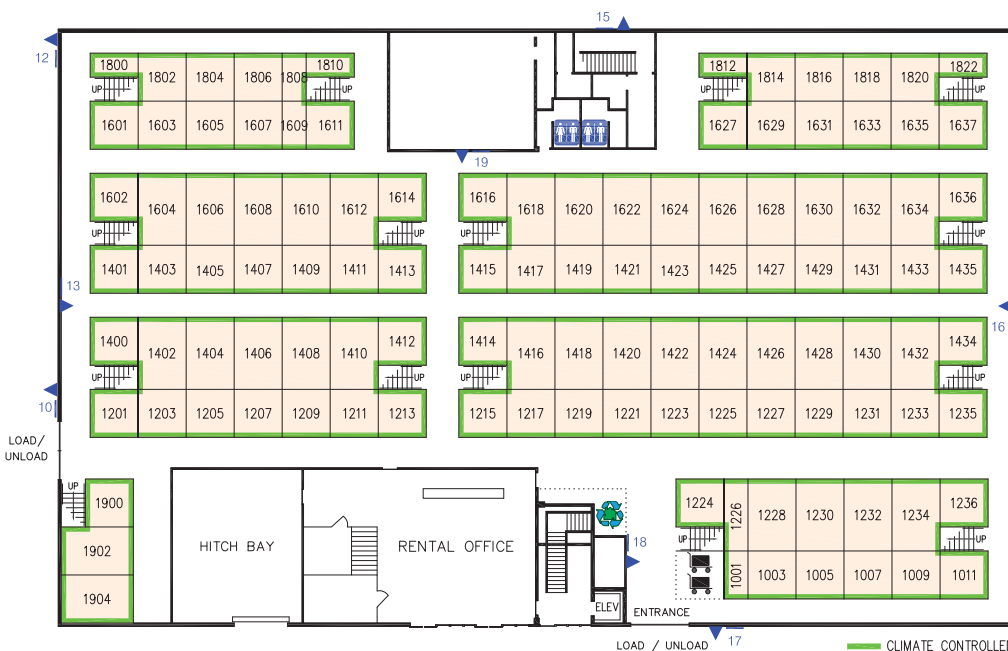 15
12
1800 1802 1804 1806 1808 1810
UP UP
1601 1603 1605 1607 1609 1611
1812 1814 1816 1818 1820 1822
UP UP
1627 1629 1631 1633 1635 1637
19
1602 1604 1606 1608 1610 1612 1614
UP UP
1401 1403 1405 1407 1409 1411 1413
1616 1618 1620 1622 1624 1626 1628 1630 1632 1634 1636
UP UP
1415 1417 1419 1421 1423 1425 1427 1429 1431 1433 1435
13
16
1400 1402 1404 1406 1408 1410 1412
UP UP
1201 1203 1205 1207 1209 1211 1213
1414 1416 1418 1420 1422 1424 1426 1428 1430 1432 1434
UP UP
1215 1217 1219 1221 1223 1225 1227 1229 1231 1233 1235
10
LOAD/
UNLOAD
UP
1900
1902
1904
HITCH BAY
RENTAL OFFICE
18
ELEV
ENTRANCE
1224 1226 1228 1230 1232 1234 1236
UP UP
1001 1003 1005 1007 1009 1011
LOAD / UNLOAD
17
CLIMATE CONTROLLED